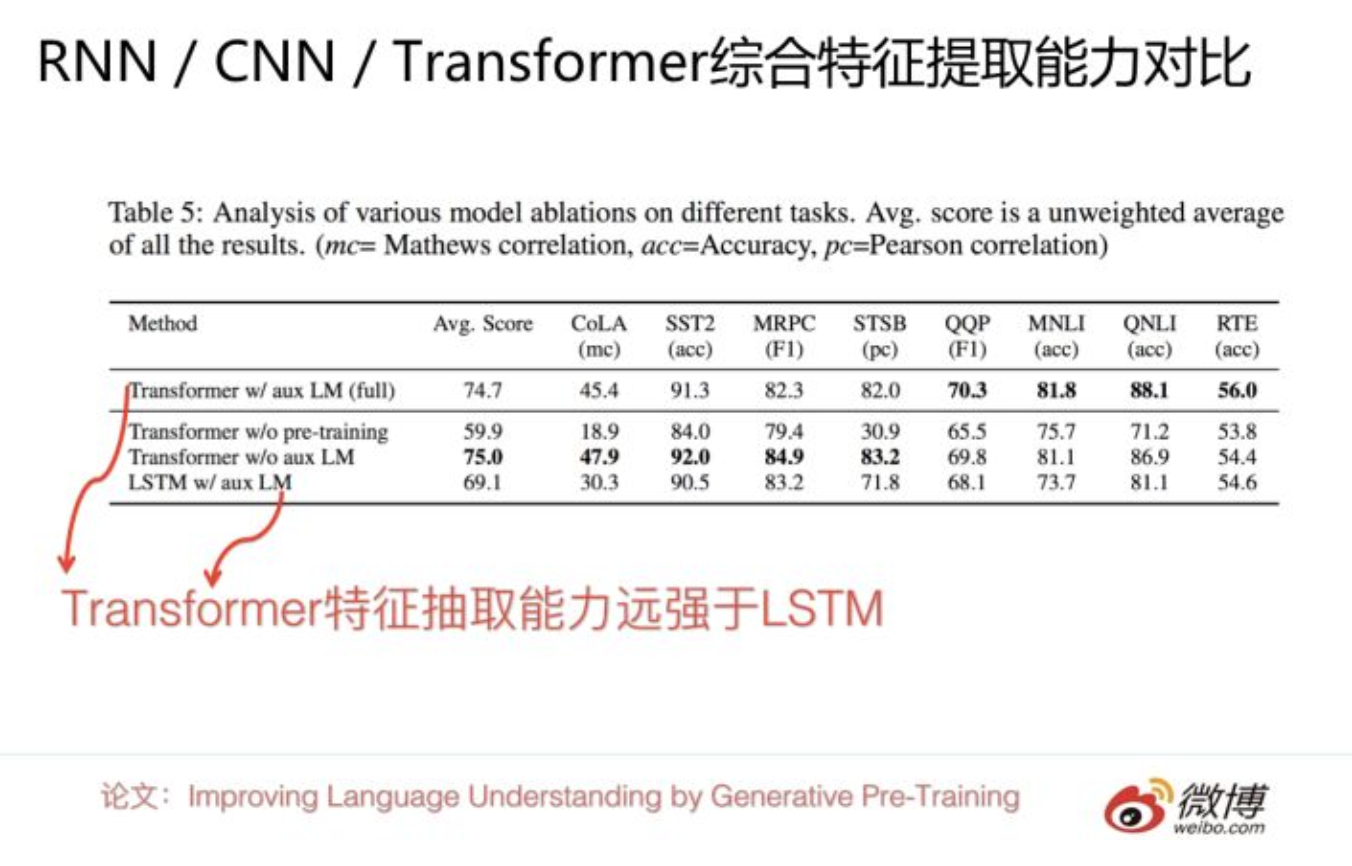 RNN / CNN / Transformer综合特征提取能力对比
Table 5: Analysis of various model ablations on different tasks. Avg. score is a unweighted average
of all the results. (mc= Mathews correlation, acc=Accuracy, pc=Pearson correlation)
Method Avg. Score CoLA SST2 MRPC STSB QQP MNLI QNLI RTE
(mc) (acc) (F1) (pc) (F1) (acc) (acc) (acc)
Transformer w/ aux LM (full) 74.7 45.4 91.3 82.3 82.0 70.3 81.8 88.1 56.0
Transformer w/o pre-training 59.9 18.9 84.0 79.4 30.9 65.5 75.7 71.2 53.8
Transformer w/o aux LM 75.0 47.9 92.0 84.9 83.2 69.8 81.1 86.9 54.4
LSTM w/ aux LM 69.1 30.3 90.5 83.2 71.8 68.1 73.7 81.1 54.6
Transformer特征抽取能力远强于LSTM
论文：Improving Language Understanding by Generative Pre-Training
微博
weibo.com